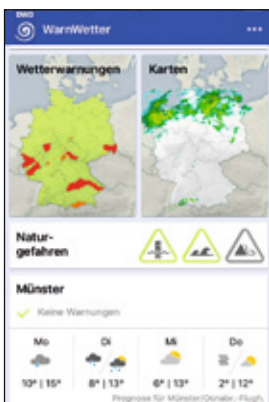 DWD
WarnWetter
Wetterwarnungen
Karten
Natur-
gefahren
Münster
Keine Warnungen
Mo Di Mi Do
10° | 15° 8° | 13° 6° | 13° 2° | 12°
Prognose für Münster/Osnabr.-Flugh.